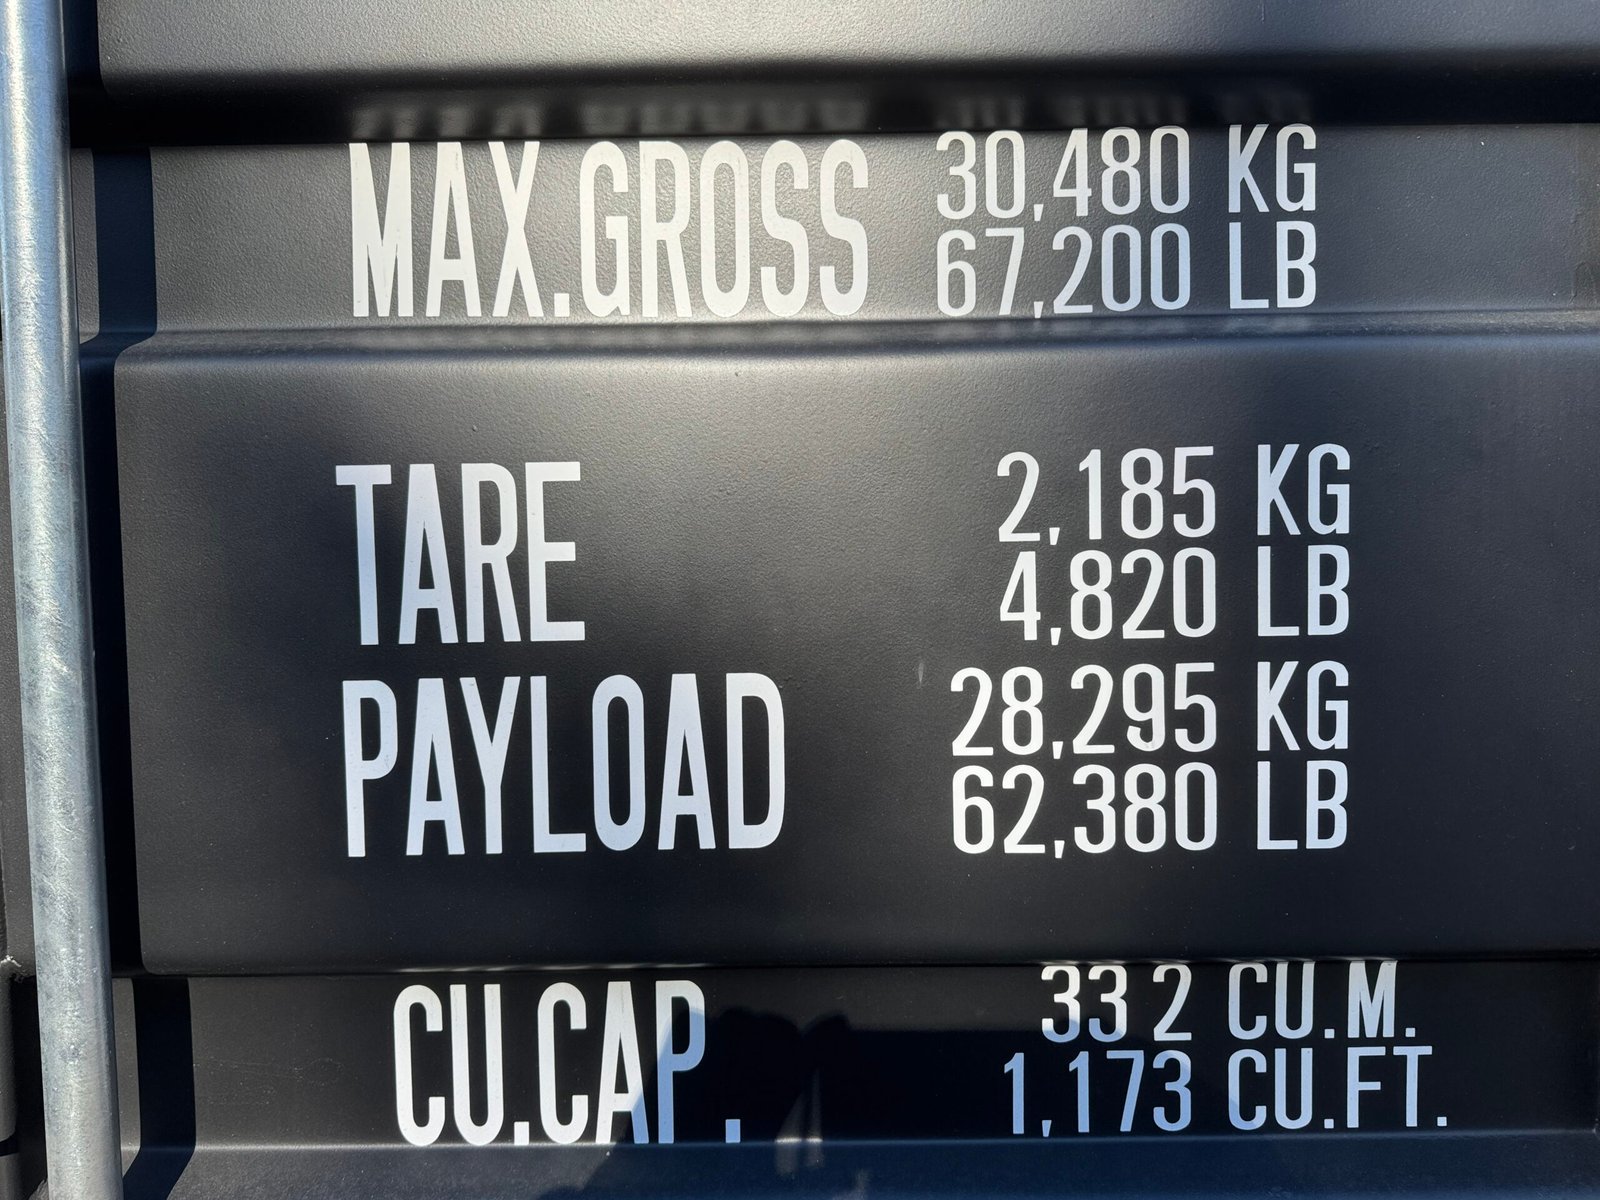 MAX.GROSS 30,480 KG
67,200 LB
TARE 2,185 KG
4,820 LB
PAYLOAD 28,295 KG
62,380 LB
CU.CAP. 33 2 CU.M.
1,173 CU.FT.